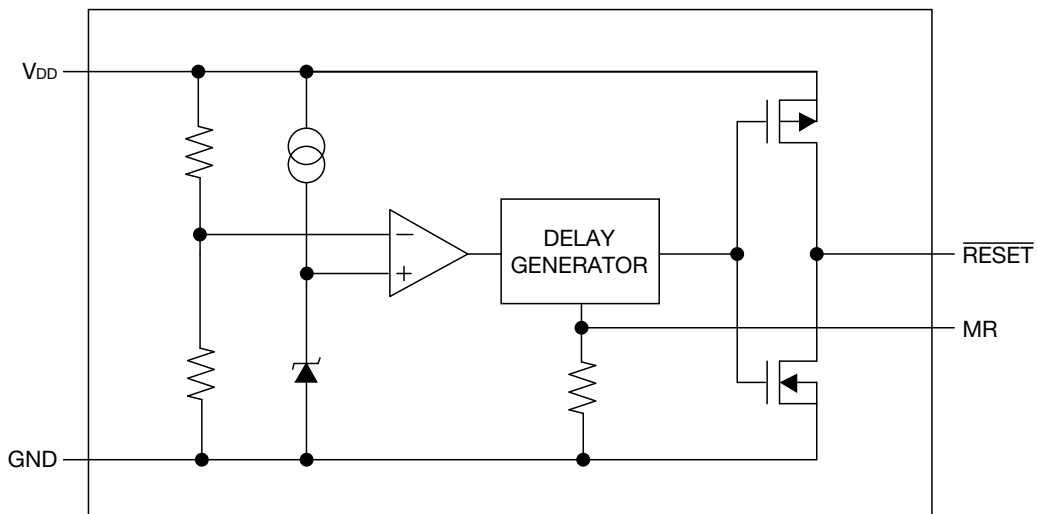 VDD
−
+
DELAY
GENERATOR
RESET
MR
GND